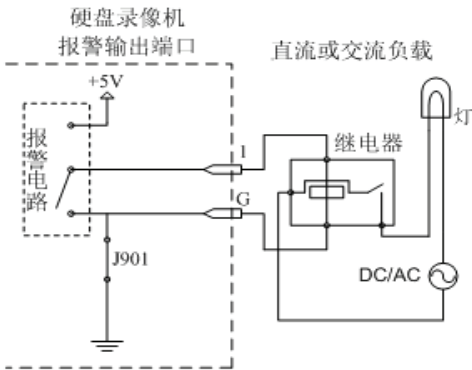 硬盘录像机
报警输出端口
直流或交流负载
+5V
报警电路
1
G
J901
继电器
灯
DC/AC